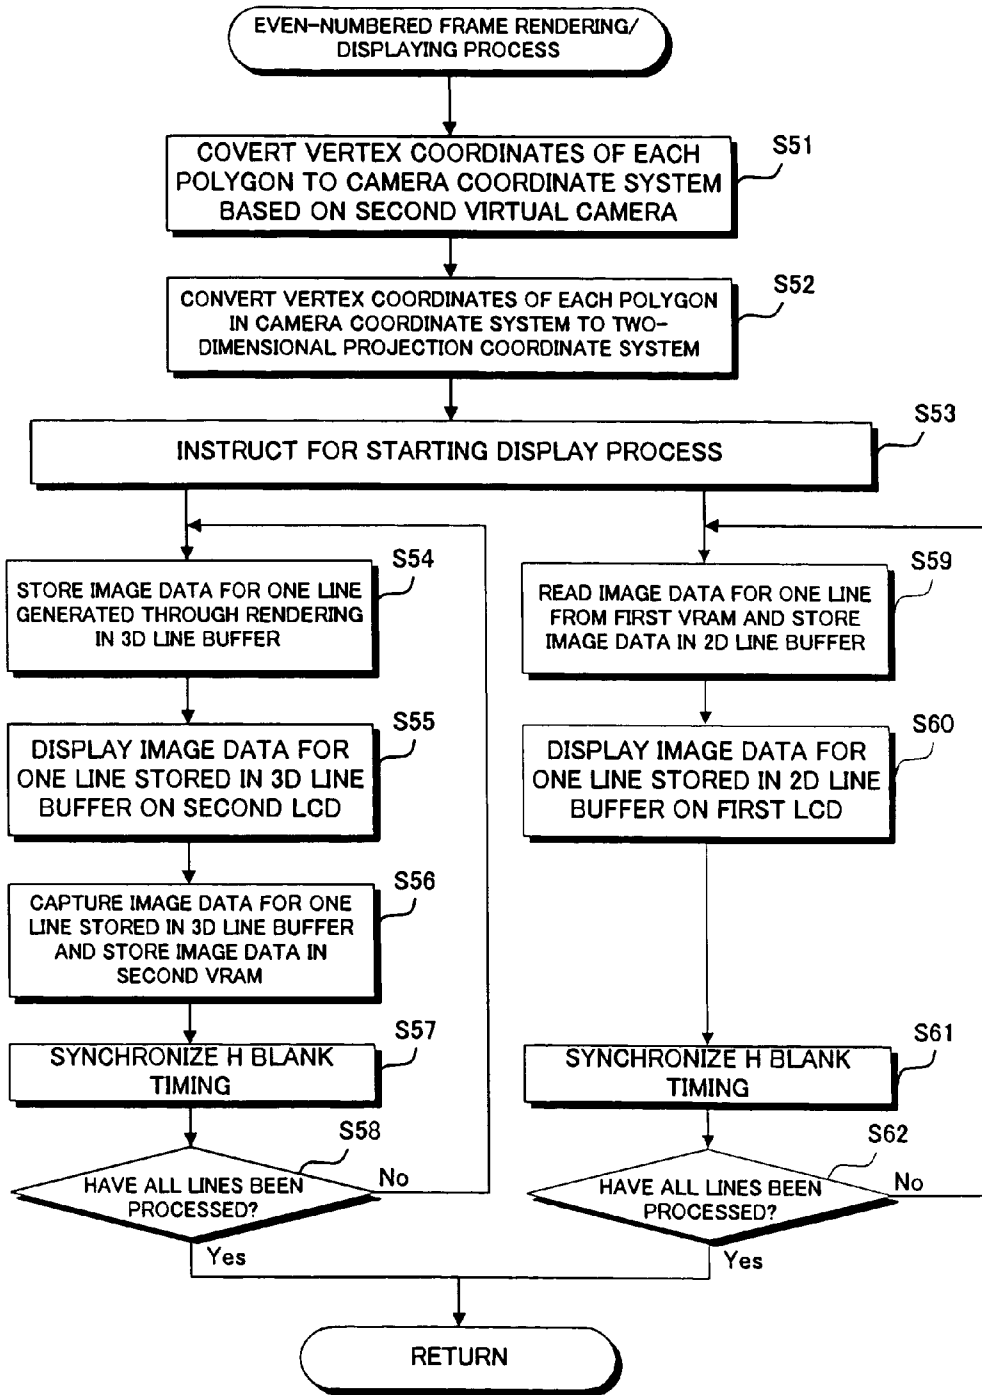 EVEN-NUMBERED FRAME RENDERING/
DISPLAYING PROCESS
S51
COVERT VERTEX COORDINATES OF EACH
POLYGON TO CAMERA COORDINATE SYSTEM
BASED ON SECOND VIRTUAL CAMERA
S52
CONVERT VERTEX COORDINATES OF EACH POLYGON
IN CAMERA COORDINATE SYSTEM TO TWO-
DIMENSIONAL PROJECTION COORDINATE SYSTEM
S53
INSTRUCT FOR STARTING DISPLAY PROCESS
S54
STORE IMAGE DATA FOR ONE LINE
GENERATED THROUGH RENDERING
IN 3D LINE BUFFER
S55
DISPLAY IMAGE DATA FOR
ONE LINE STORED IN 3D LINE
BUFFER ON SECOND LCD
S56
CAPTURE IMAGE DATA FOR ONE
LINE STORED IN 3D LINE BUFFER
AND STORE IMAGE DATA IN
SECOND VRAM
S57
SYNCHRONIZE H BLANK
TIMING
S58
HAVE ALL LINES BEEN
PROCESSED?
No
Yes
S59
READ IMAGE DATA FOR ONE LINE
FROM FIRST VRAM AND STORE
IMAGE DATA IN 2D LINE BUFFER
S60
DISPLAY IMAGE DATA FOR
ONE LINE STORED IN 2D LINE
BUFFER ON FIRST LCD
S61
SYNCHRONIZE H BLANK
TIMING
S62
HAVE ALL LINES BEEN
PROCESSED?
No
Yes
RETURN